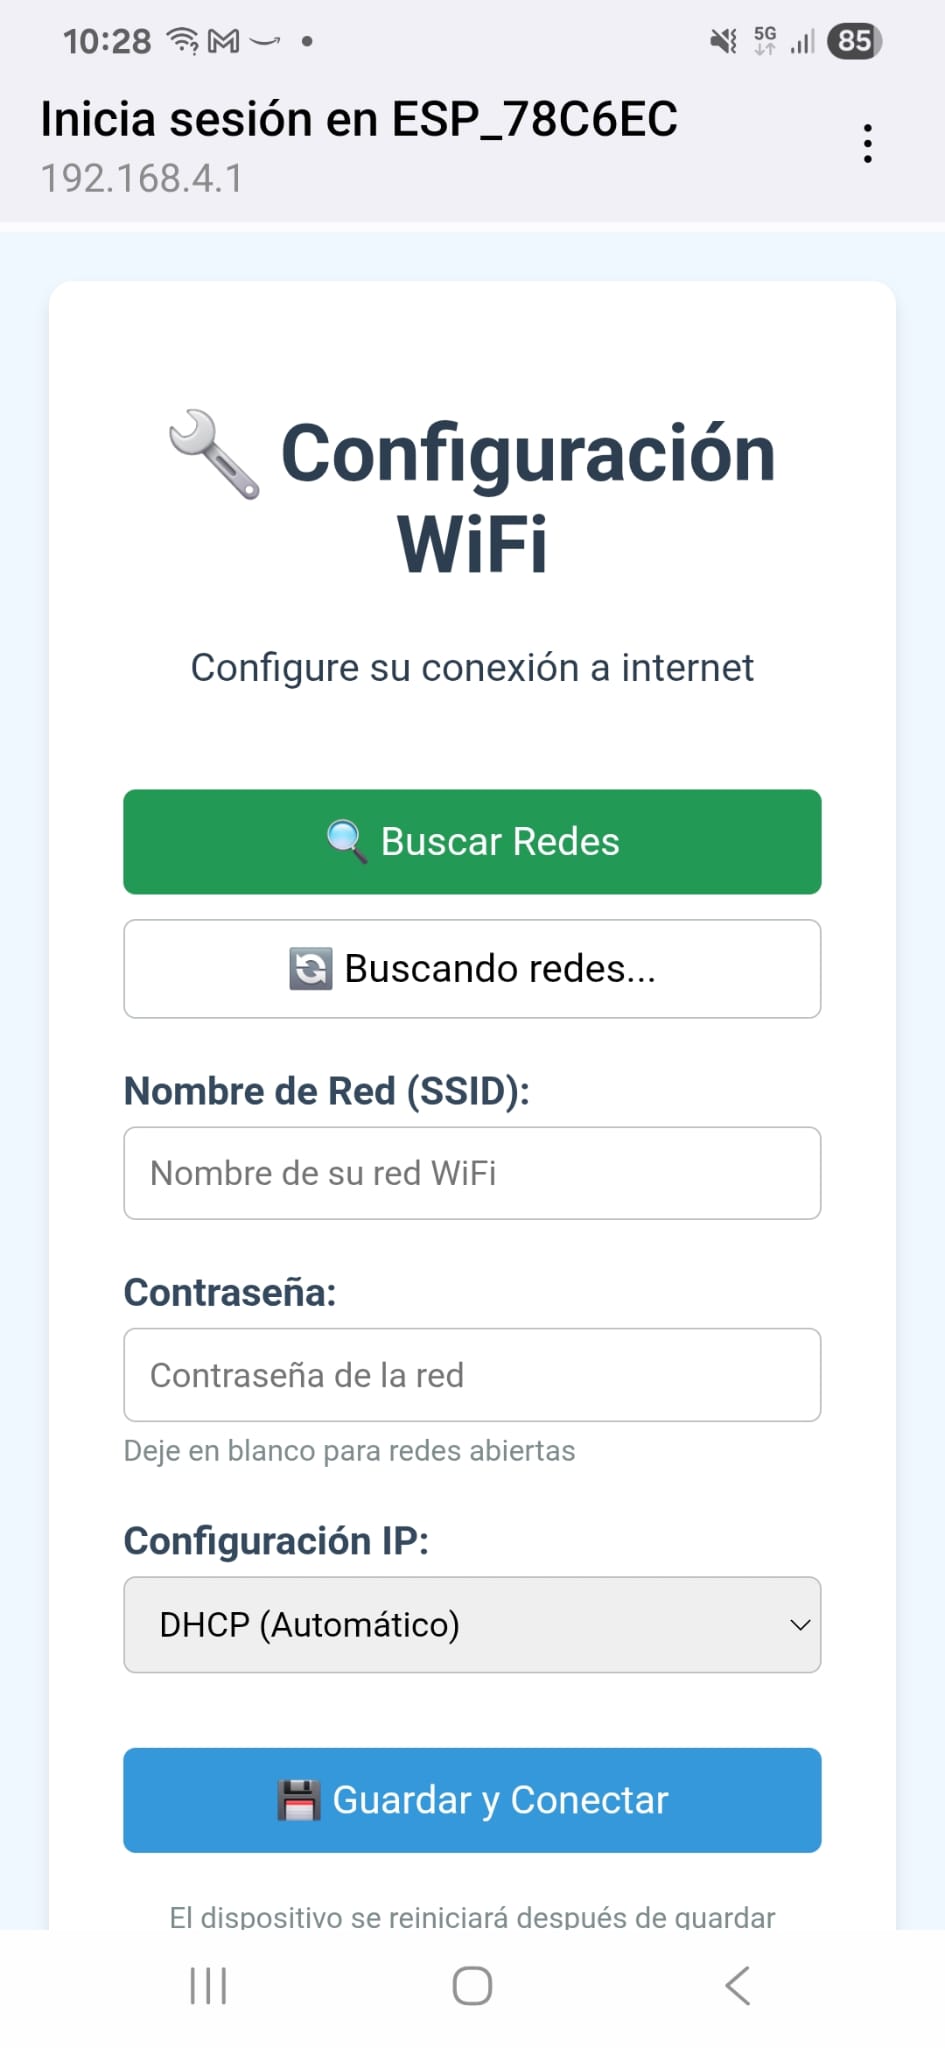 10:28
5G
85
Inicia sesión en ESP_78C6EC
192.168.4.1
Configuración
WiFi
Configure su conexión a internet
Buscar Redes
Buscando redes...
Nombre de Red (SSID):
Nombre de su red WiFi
Contraseña:
Contraseña de la red
Deje en blanco para redes abiertas
Configuración IP:
DHCP (Automático)
Guardar y Conectar
El dispositivo se reiniciará después de guardar